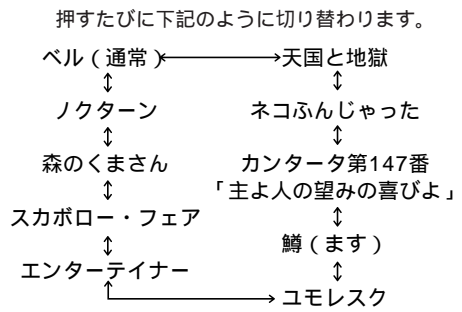 押すたびに下記のように切り替わります。
ベル（通常）
天国と地獄
ノクターン
ネコふんじゃった
森のくまさん
カンタータ第147番
「主よ人の望みの喜びよ」
スカボロー・フェア
鱒（ます）
エンターテイナー
ユモレスク